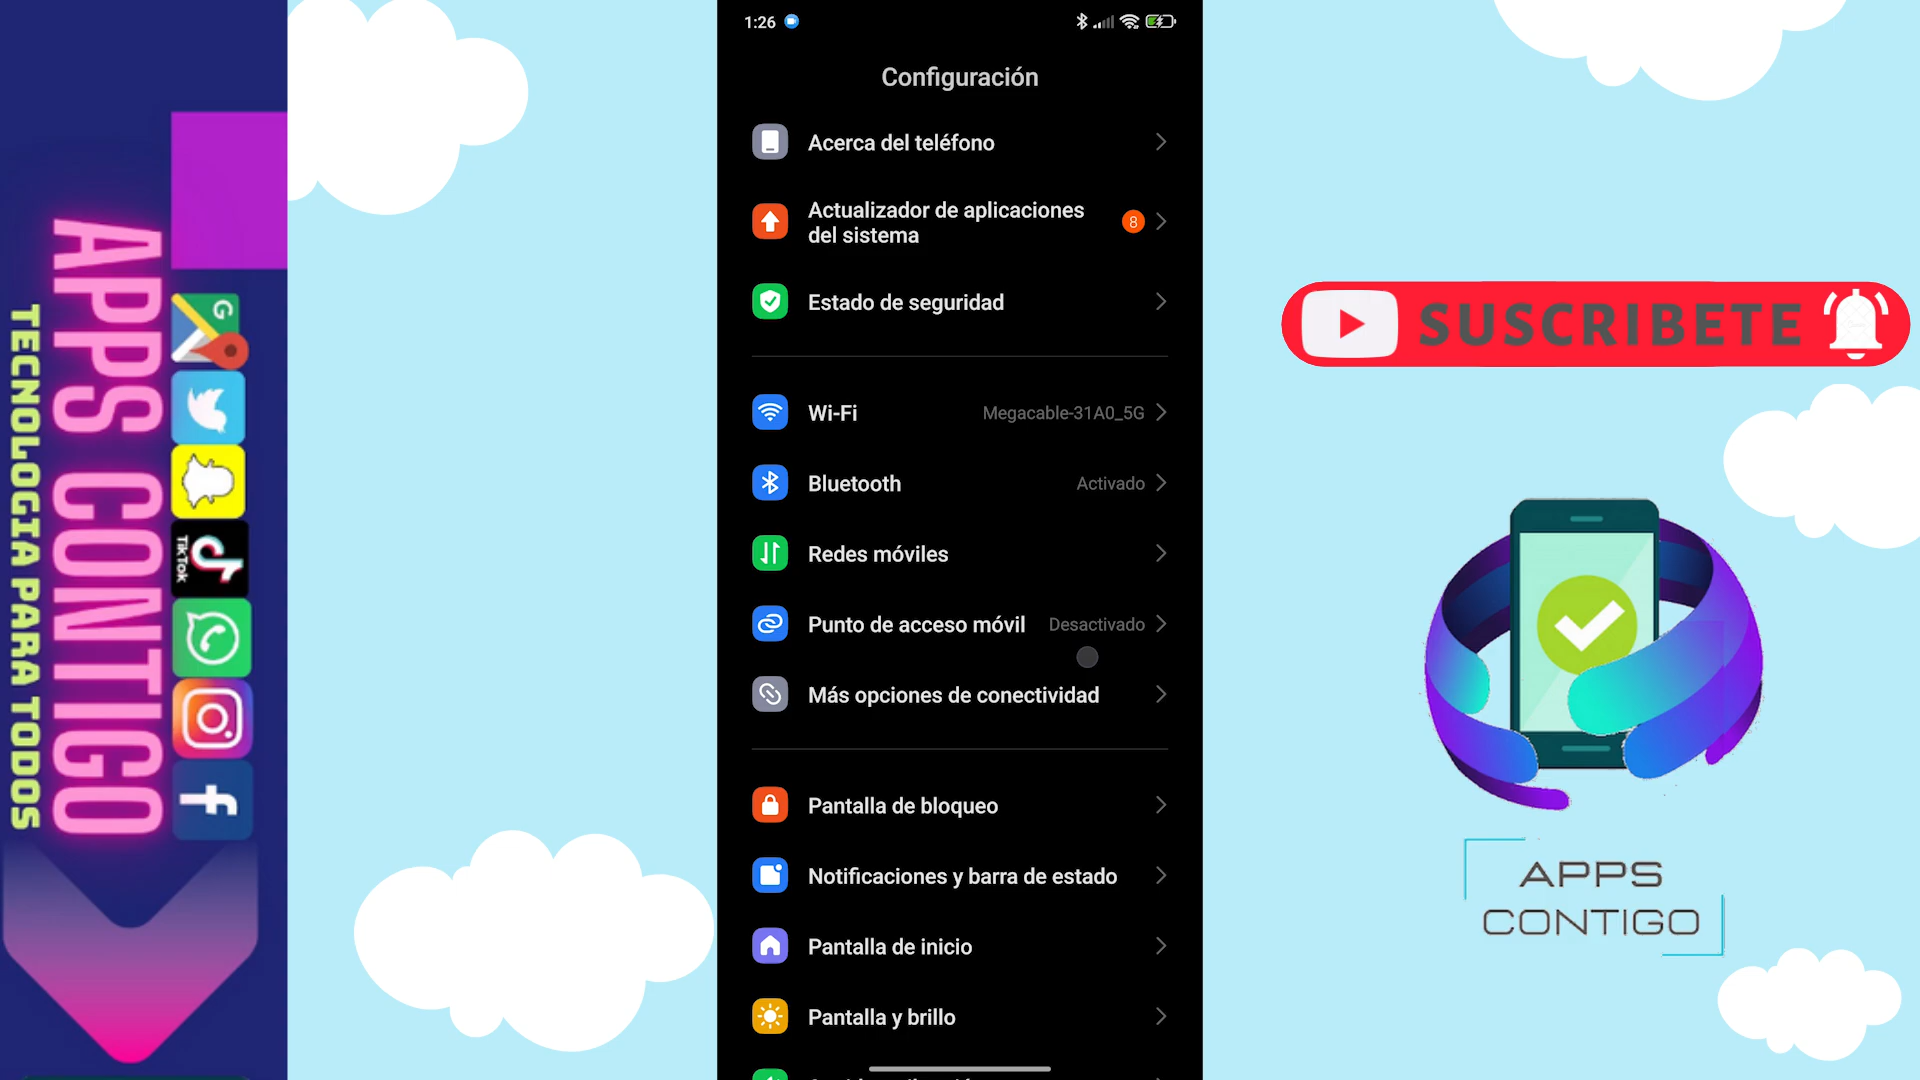 APPS CONTIGO
TECNOLOGIA PARA TODOS
G
TikTok
1:26
Configuración
Acerca del teléfono
Actualizador de aplicaciones
del sistema
8
Estado de seguridad
Wi-Fi
Megacable-31A0_5G
Bluetooth
Activado
Redes móviles
Punto de acceso móvil
Desactivado
Más opciones de conectividad
Pantalla de bloqueo
Notificaciones y barra de estado
Pantalla de inicio
Pantalla y brillo
SUSCRIBETE
APPS
CONTIGO